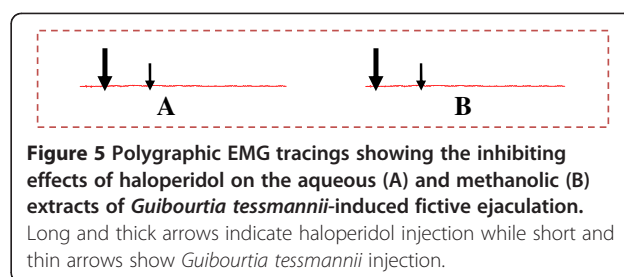 A B
Figure 5 Polygraphic EMG tracings showing the inhibiting
effects of haloperidol on the aqueous (A) and methanolic (B)
extracts of Guibourtia tessmannii-induced fictive ejaculation.
Long and thick arrows indicate haloperidol injection while short and
thin arrows show Guibourtia tessmannii injection.